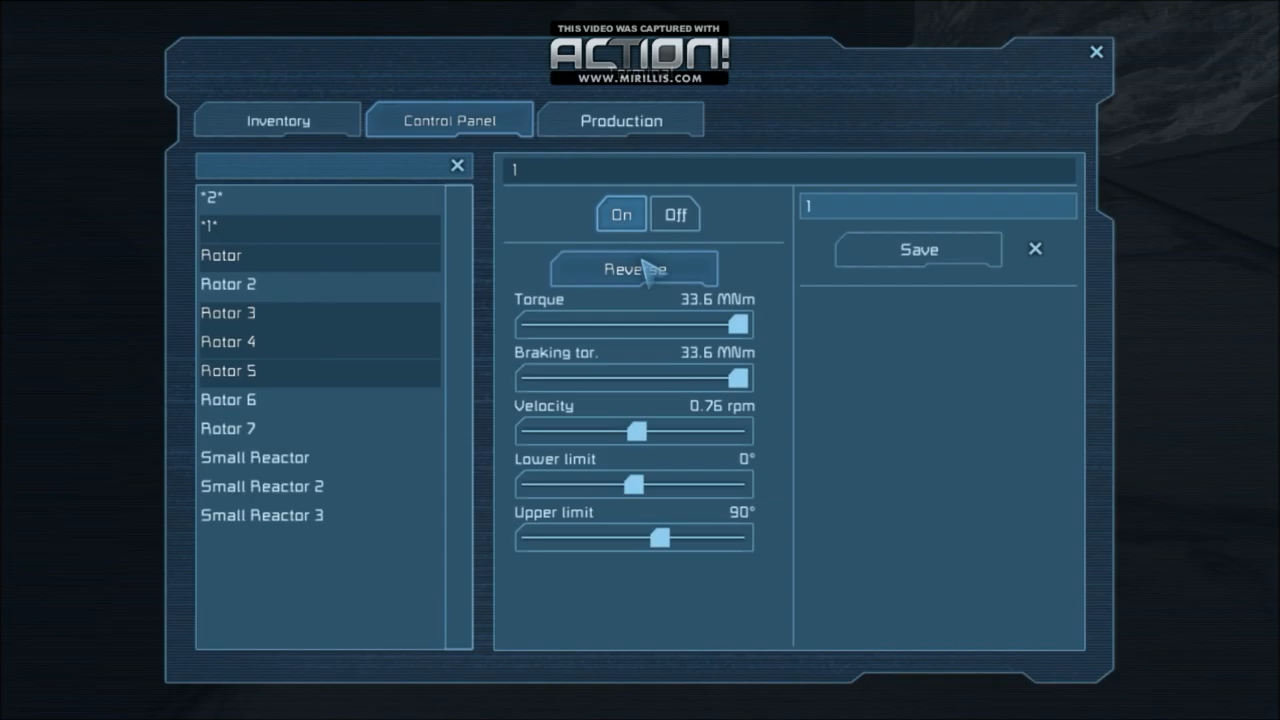 THIS VIDEO WAS CAPTURED WITH
ACTION!
WWW.MIRILLIS.COM
Inventory
Control Panel
Production
*2*
*1*
Rotor
Rotor 2
Rotor 3
Rotor 4
Rotor 5
Rotor 6
Rotor 7
Small Reactor
Small Reactor 2
Small Reactor 3
1
On Off
Reverse
Torque 33.6 MNm
Braking tor. 33.6 MNm
Velocity 0.76 rpm
Lower limit 0°
Upper limit 90°
1
Save